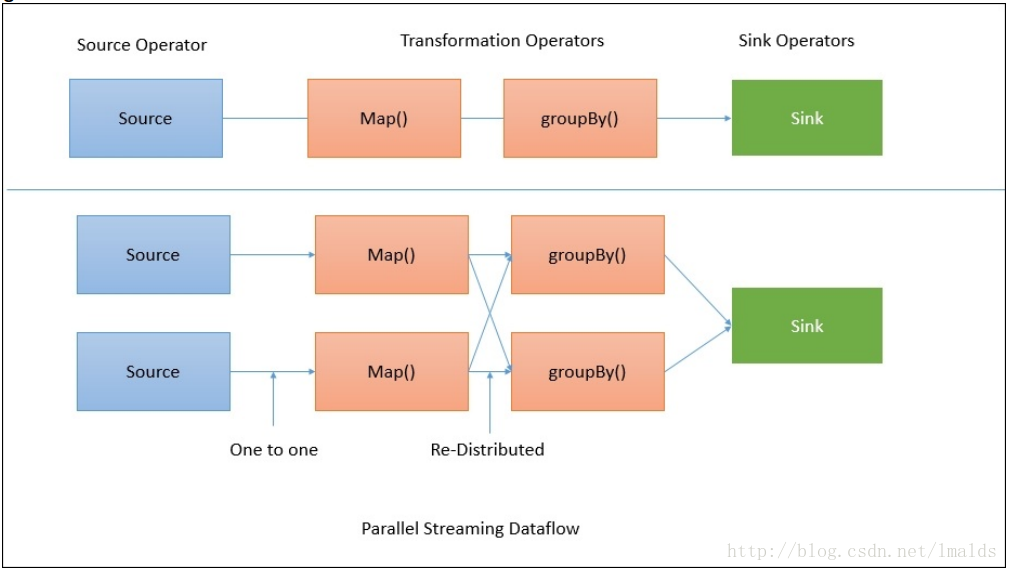 Source Operator
Transformation Operators
Sink Operators
Source
Map()
groupBy()
Sink
Source
Map()
groupBy()
Sink
Source
Map()
groupBy()
One to one
Re-Distributed
Parallel Streaming Dataflow
http://blog.csdn.net/lmalds